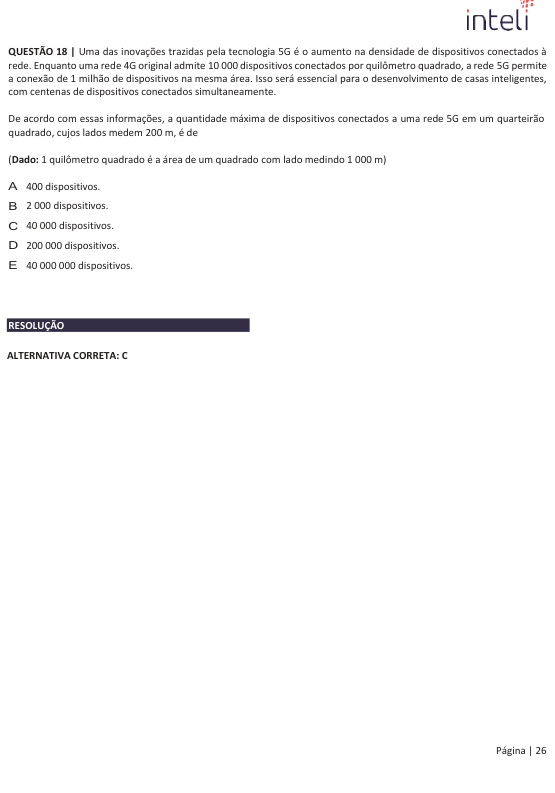 inteli
QUESTÃO 18 | Uma das inovações trazidas pela tecnologia 5G é o aumento na densidade de dispositivos conectados à
rede. Enquanto uma rede 4G original admite 10 000 dispositivos conectados por quilômetro quadrado, a rede 5G permite
a conexão de 1 milhão de dispositivos na mesma área. Isso será essencial para o desenvolvimento de casas inteligentes,
com centenas de dispositivos conectados simultaneamente.
De acordo com essas informações, a quantidade máxima de dispositivos conectados a uma rede 5G em um quarteirão
quadrado, cujos lados medem 200 m, é de
(Dado: 1 quilômetro quadrado é a área de um quadrado com lado medindo 1 000 m)
A 400 dispositivos.
B 2 000 dispositivos.
C 40 000 dispositivos.
D 200 000 dispositivos.
E 40 000 000 dispositivos.
RESOLUÇÃO
ALTERNATIVA CORRETA: C
Página | 26